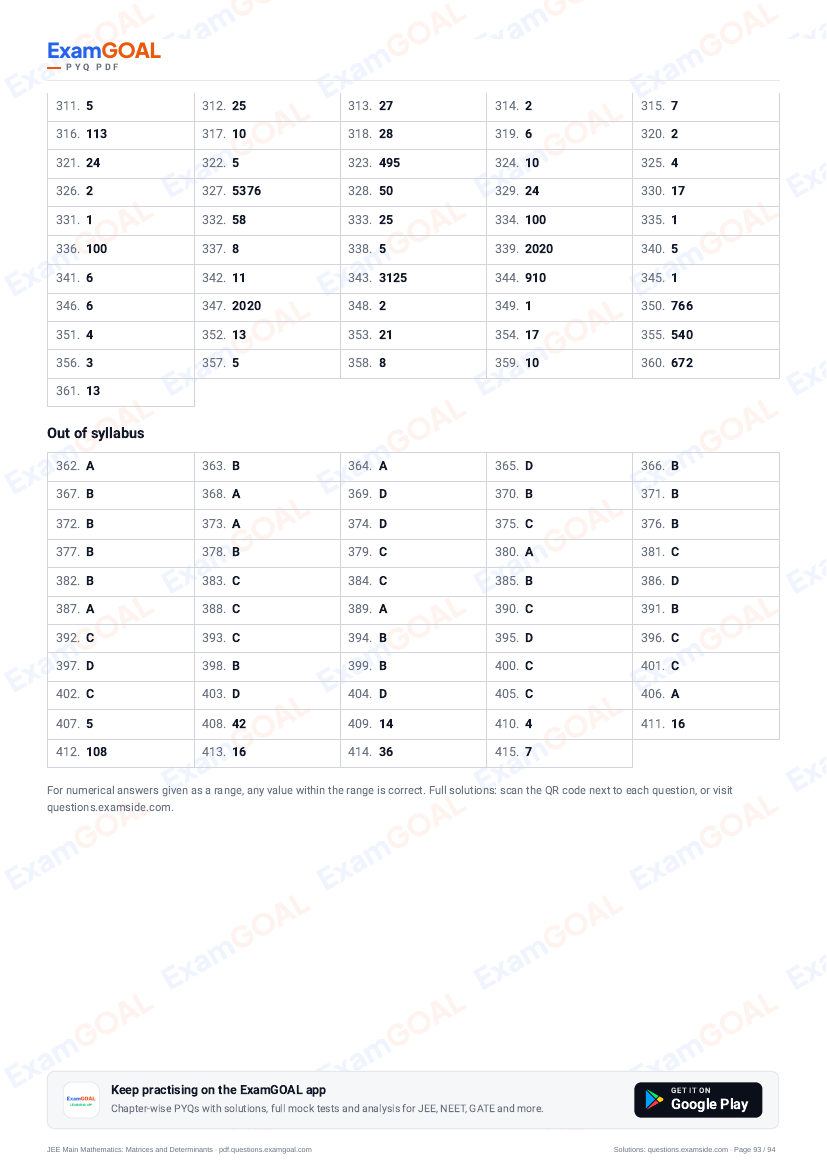 ExamGOAL
PYQ PDF
311. 5 312. 25 313. 27 314. 2 315. 7
316. 113 317. 10 318. 28 319. 6 320. 2
321. 24 322. 5 323. 495 324. 10 325. 4
326. 2 327. 5376 328. 50 329. 24 330. 17
331. 1 332. 58 333. 25 334. 100 335. 1
336. 100 337. 8 338. 5 339. 2020 340. 5
341. 6 342. 11 343. 3125 344. 910 345. 1
346. 6 347. 2020 348. 2 349. 1 350. 766
351. 4 352. 13 353. 21 354. 17 355. 540
356. 3 357. 5 358. 8 359. 10 360. 672
361. 13
Out of syllabus
362. A 363. B 364. A 365. D 366. B
367. B 368. A 369. D 370. B 371. B
372. B 373. A 374. D 375. C 376. B
377. B 378. B 379. C 380. A 381. C
382. B 383. C 384. C 385. B 386. D
387. A 388. C 389. A 390. C 391. B
392. C 393. C 394. B 395. D 396. C
397. D 398. B 399. B 400. C 401. C
402. C 403. D 404. D 405. C 406. A
407. 5 408. 42 409. 14 410. 4 411. 16
412. 108 413. 16 414. 36 415. 7
For numerical answers given as a range, any value within the range is correct. Full solutions: scan the QR code next to each question, or visit
questions.examside.com.
ExamGOAL
Keep practising on the ExamGOAL app
Chapter-wise PYQs with solutions, full mock tests and analysis for JEE, NEET, GATE and more.
GET IT ON
Google Play
JEE Main Mathematics: Matrices and Determinants · pdf.questions.examgoal.com
Solutions: questions.examside.com · Page 93 / 94